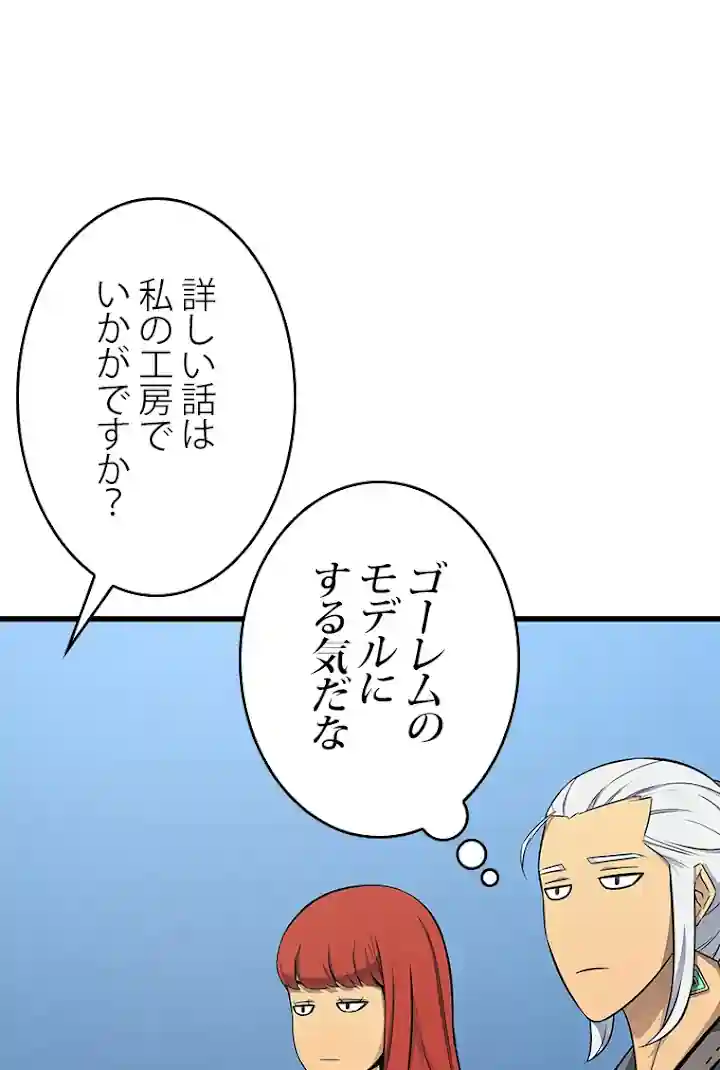 詳しい話は
私の工房で
いかがですか？
ゴーレムの
モデルに
する気だな